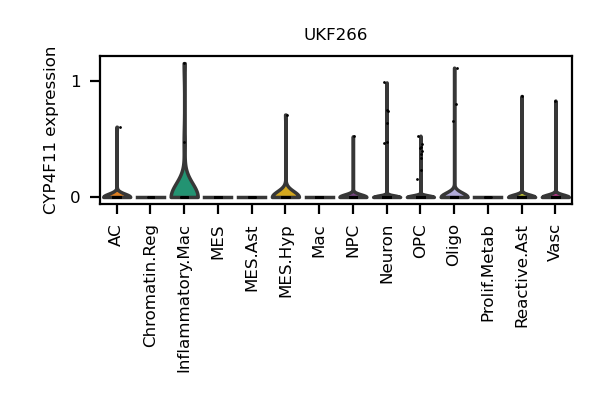 UKF266
CYP4F11 expression
1
0
AC
Chromatin.Reg
Inflammatory.Mac
MES
MES.Ast
MES.Hyp
Mac
NPC
Neuron
OPC
Oligo
Prolif.Metab
Reactive.Ast
Vasc